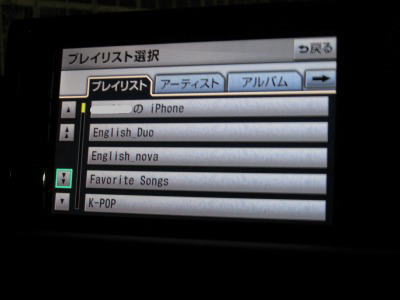 プレイリスト選択
戻る
プレイリスト アーティスト アルバム
の iPhone
English_Duo
English_nova
Favorite Songs
K-POP